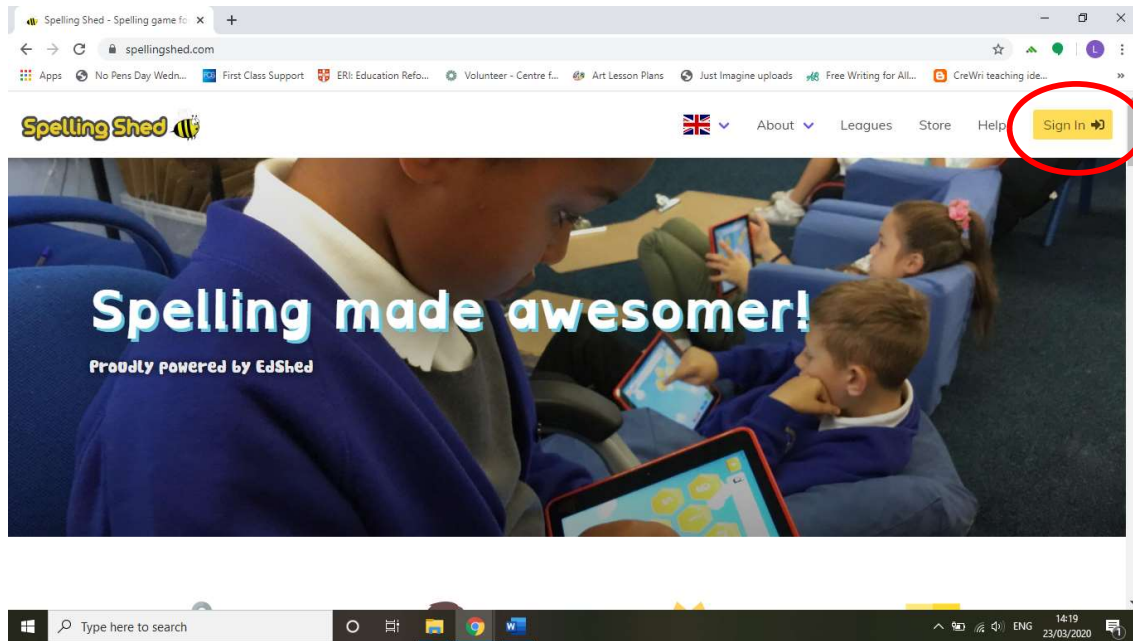 Spelling Shed - Spelling game fo
spellingshed.com
L
Apps No Pens Day Wedn... First Class Support ERI: Education Refo... Volunteer - Centre f... Art Lesson Plans Just Imagine uploads Free Writing for All... CreWri teaching ide... »
Spelling Shed
About Leagues Store Help Sign In
Spelling made awesomer!
Proudly powered by EdShed
Type here to search
ENG
14:19
23/03/2020